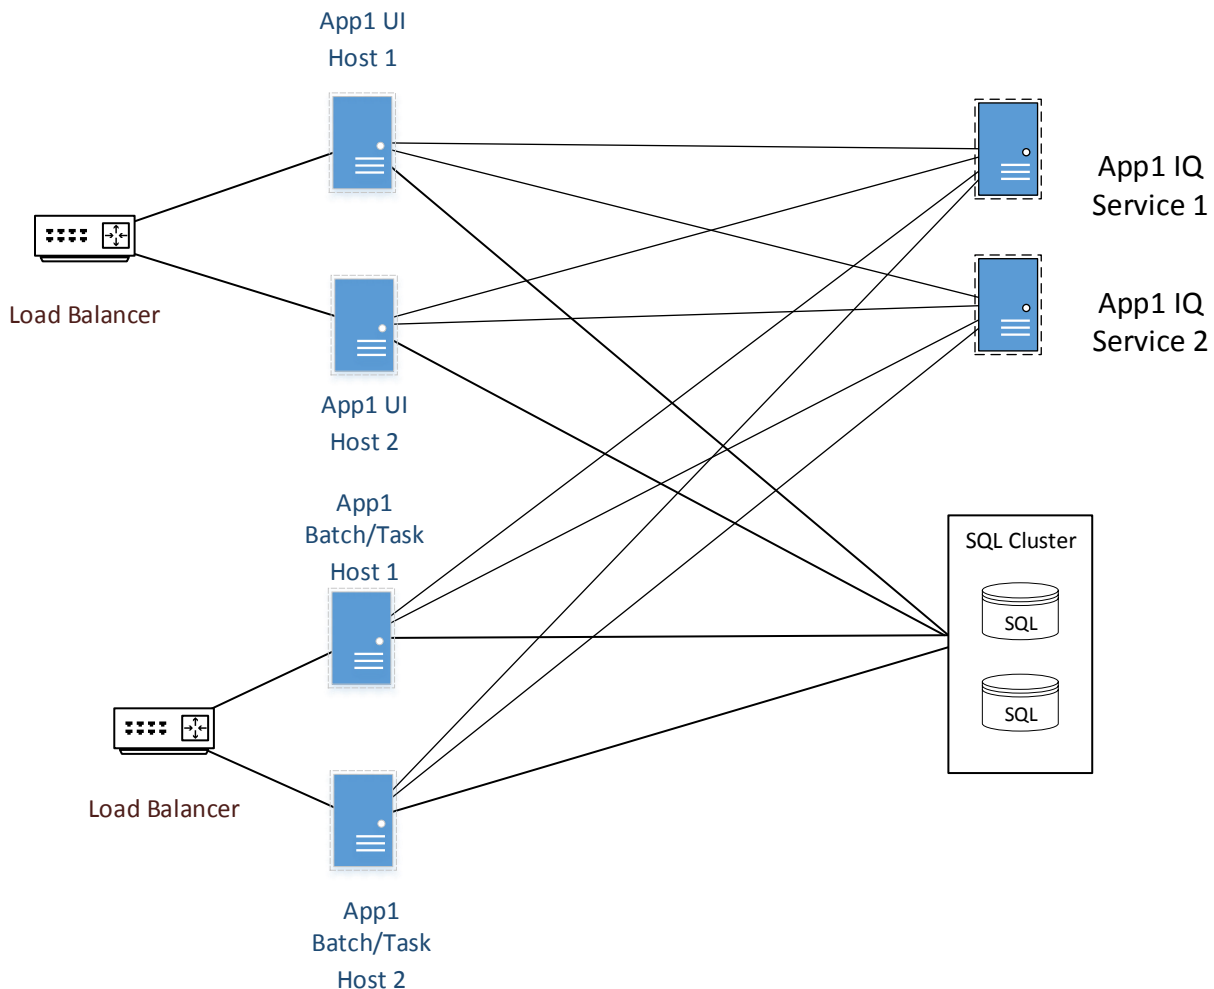 App1 UI
Host 1
App1 IQ
Service 1
Load Balancer
App1 IQ
Service 2
App1 UI
Host 2
App1
Batch/Task
Host 1
SQL Cluster
SQL
SQL
Load Balancer
App1
Batch/Task
Host 2